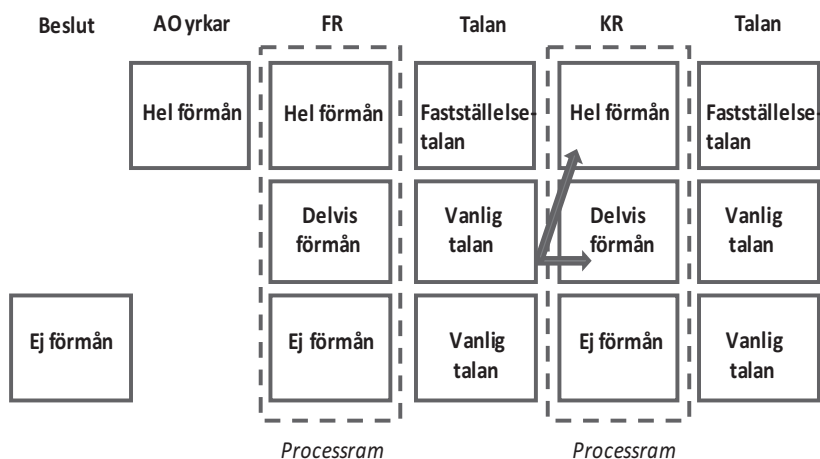 Beslut AO yrkar FR Talan KR Talan
Hel förmån Hel förmån Fastställelse- Hel förmån Fastställelse-
talan talan
Delvis Vanlig Delvis Vanlig
förmån talan förmån talan
Ej förmån Ej förmån Vanlig Ej förmån Vanlig
talan talan
Processram Processram